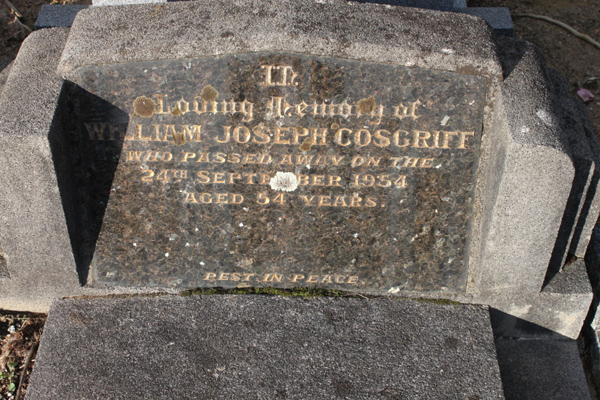 In
Loving Memory of
WILLIAM JOSEPH COSGRIFF
WHO PASSED AWAY ON THE
24TH SEPTEMBER 1954
AGED 54 YEARS.
REST IN PEACE.